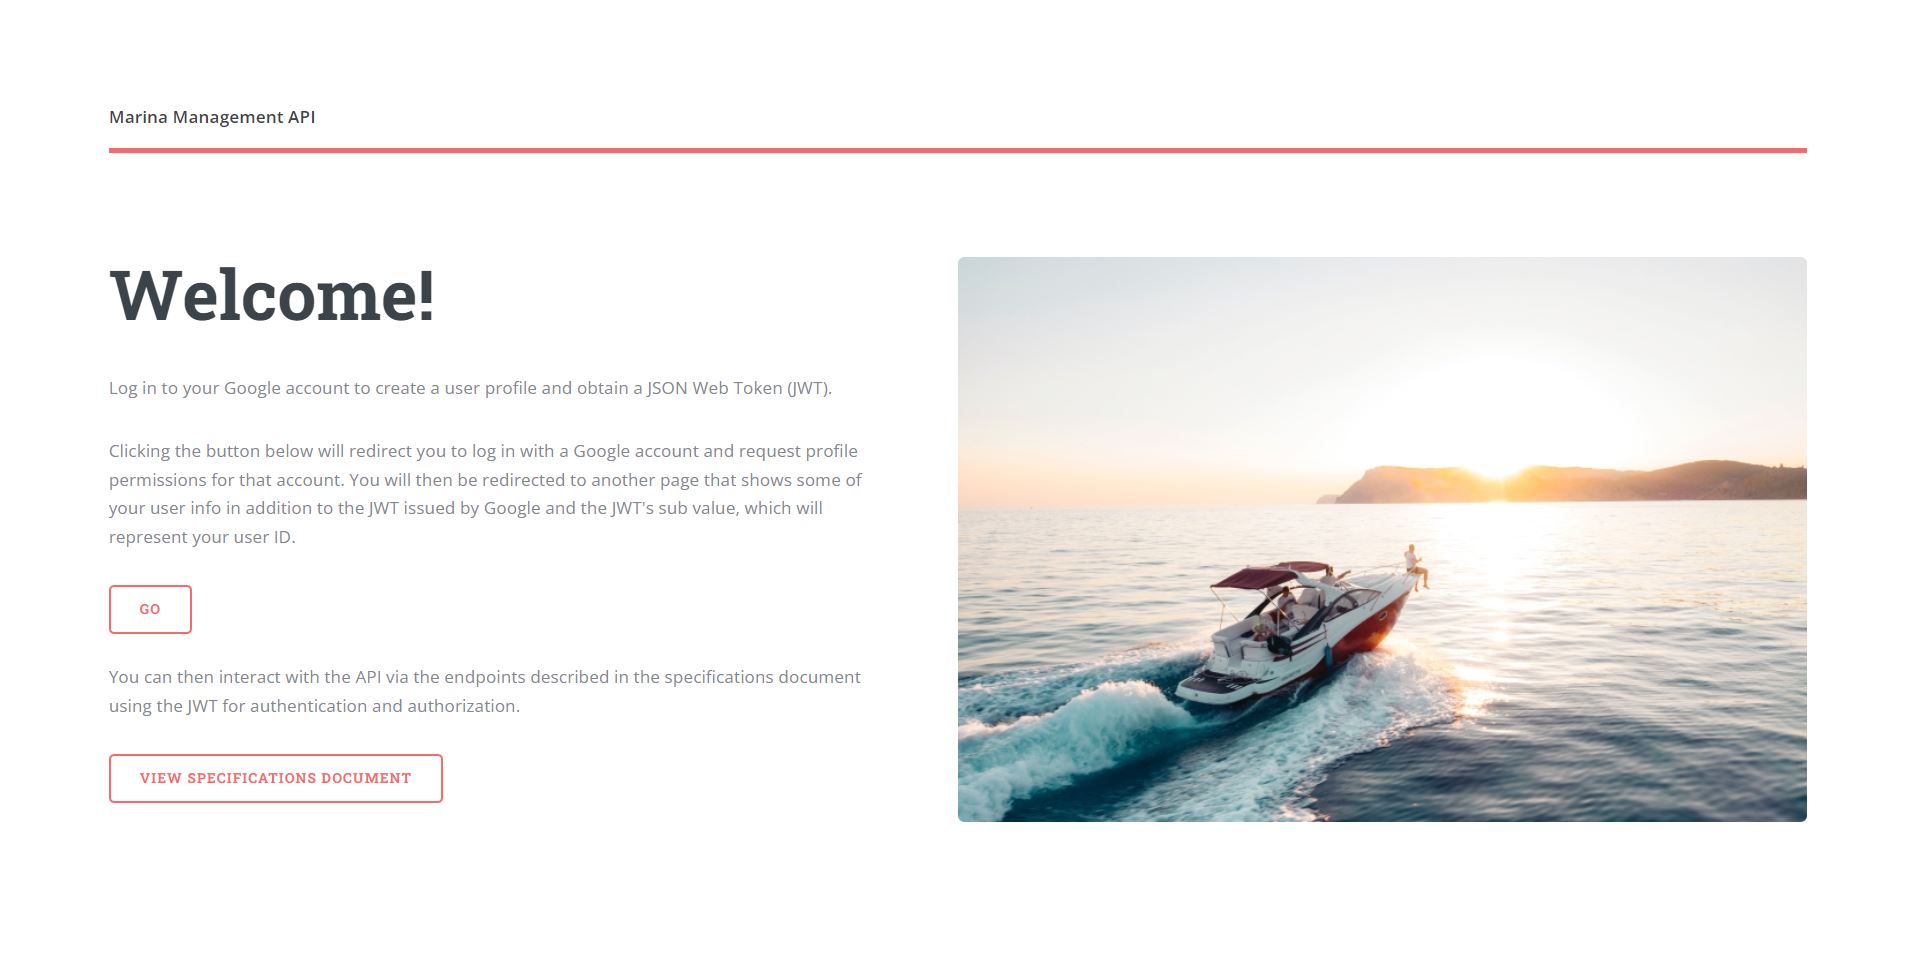 Marina Management API
Welcome!
Log in to your Google account to create a user profile and obtain a JSON Web Token (JWT).
Clicking the button below will redirect you to log in with a Google account and request profile
permissions for that account. You will then be redirected to another page that shows some of
your user info in addition to the JWT issued by Google and the JWT's sub value, which will
represent your user ID.
GO
You can then interact with the API via the endpoints described in the specifications document
using the JWT for authentication and authorization.
VIEW SPECIFICATIONS DOCUMENT